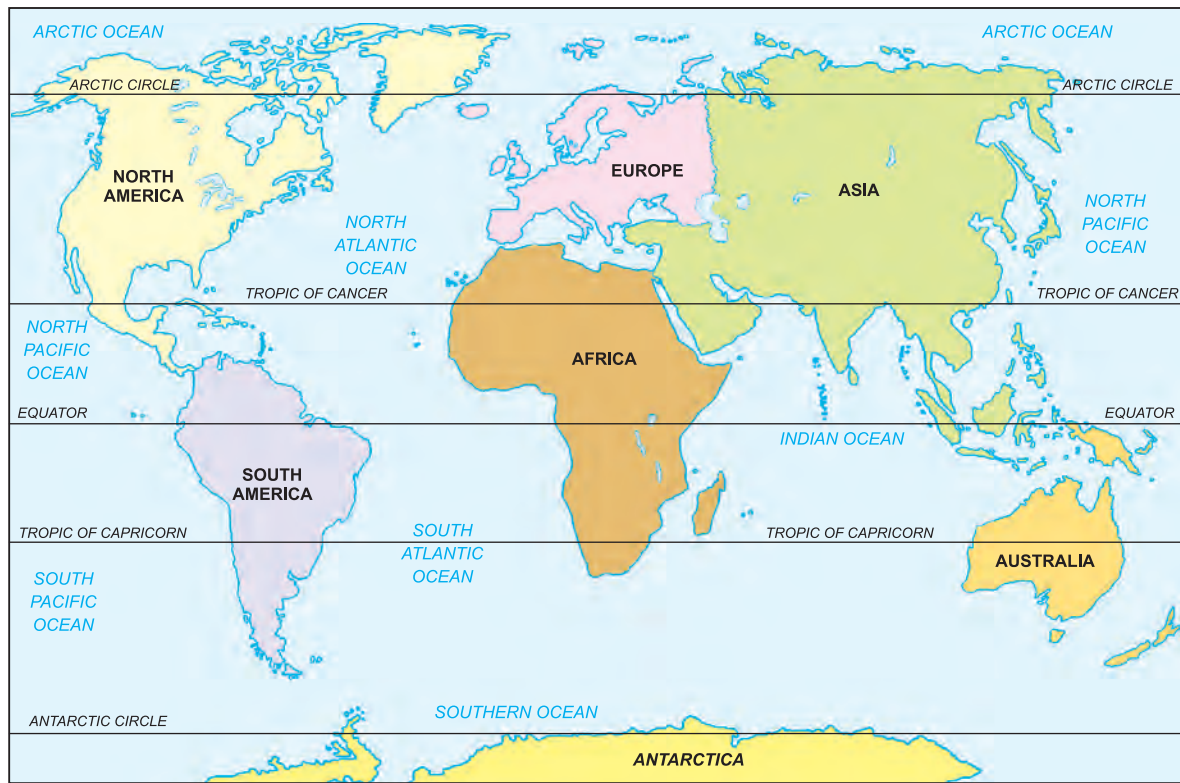 ARCTIC OCEAN
ARCTIC OCEAN
ARCTIC CIRCLE
ARCTIC CIRCLE
NORTH
AMERICA
EUROPE
ASIA
NORTH
ATLANTIC
OCEAN
NORTH
PACIFIC
OCEAN
TROPIC OF CANCER
TROPIC OF CANCER
NORTH
PACIFIC
OCEAN
AFRICA
EQUATOR
EQUATOR
INDIAN OCEAN
SOUTH
AMERICA
TROPIC OF CAPRICORN
SOUTH
ATLANTIC
OCEAN
TROPIC OF CAPRICORN
AUSTRALIA
SOUTH
PACIFIC
OCEAN
ANTARCTIC CIRCLE
SOUTHERN OCEAN
ANTARCTICA